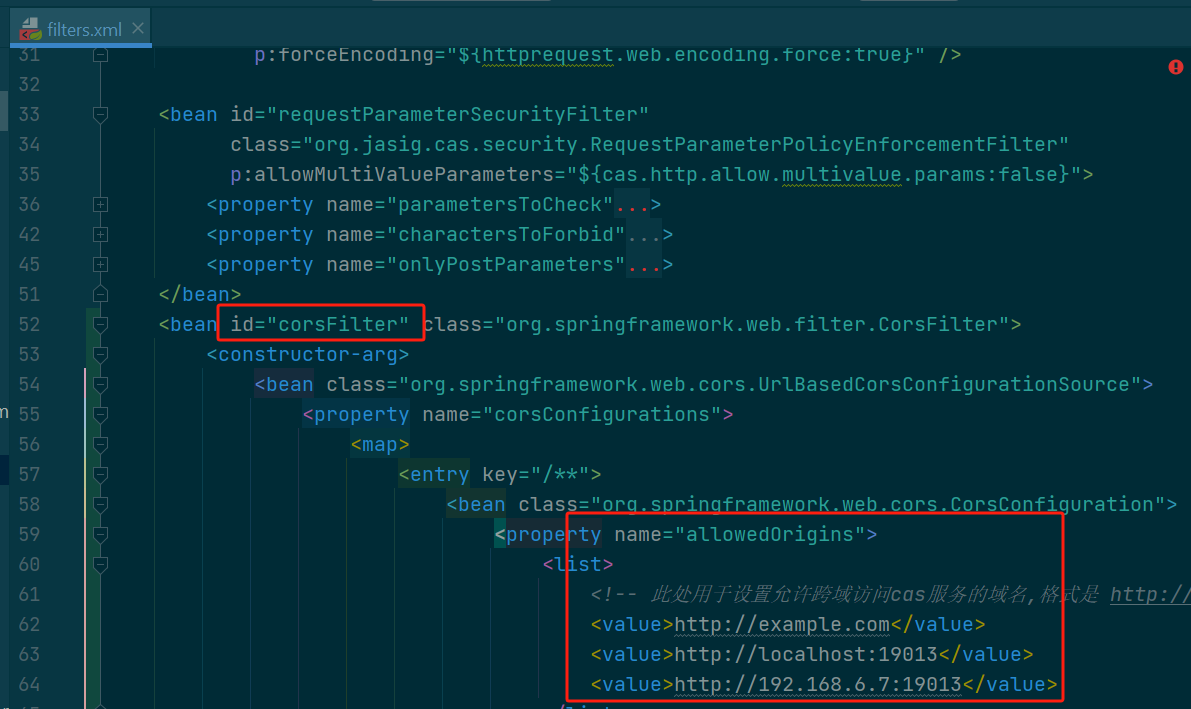 filters.xml
31 p:forceEncoding="${httprequest.web.encoding.force:true}" />
32
33 <bean id="requestParameterSecurityFilter"
34 class="org.jasig.cas.security.RequestParameterPolicyEnforcementFilter"
35 p:allowMultiValueParameters="${cas.http.allow.multivalue.params:false}">
36 <property name="parametersToCheck"...>
42 <property name="charactersToForbid"...>
45 <property name="onlyPostParameters"...>
51 </bean>
52 <bean id="corsFilter" class="org.springframework.web.filter.CorsFilter">
53 <constructor-arg>
54 <bean class="org.springframework.web.cors.UrlBasedCorsConfigurationSource">
55 <property name="corsConfigurations">
56 <map>
57 <entry key="/**">
58 <bean class="org.springframework.web.cors.CorsConfiguration">
59 <property name="allowedOrigins">
60 <list>
61 <!-- 此处用于设置允许跨域访问cas服务的域名,格式是 http://
62 <value>http://example.com</value>
63 <value>http://localhost:19013</value>
64 <value>http://192.168.6.7:19013</value>